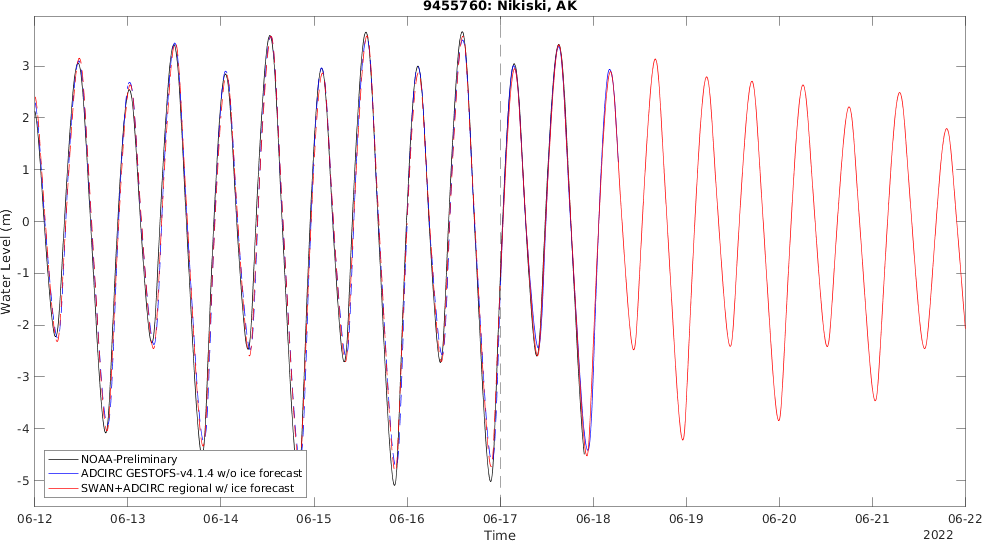 9455760: Nikiski, AK
Water Level (m)
3
2
1
0
-1
-2
-3
-4
-5
NOAA-Preliminary
ADCIRC GESTOFS-v4.1.4 w/o ice forecast
SWAN+ADCIRC regional w/ ice forecast
06-12 06-13 06-14 06-15 06-16 06-17 06-18 06-19 06-20 06-21 06-22
Time
2022